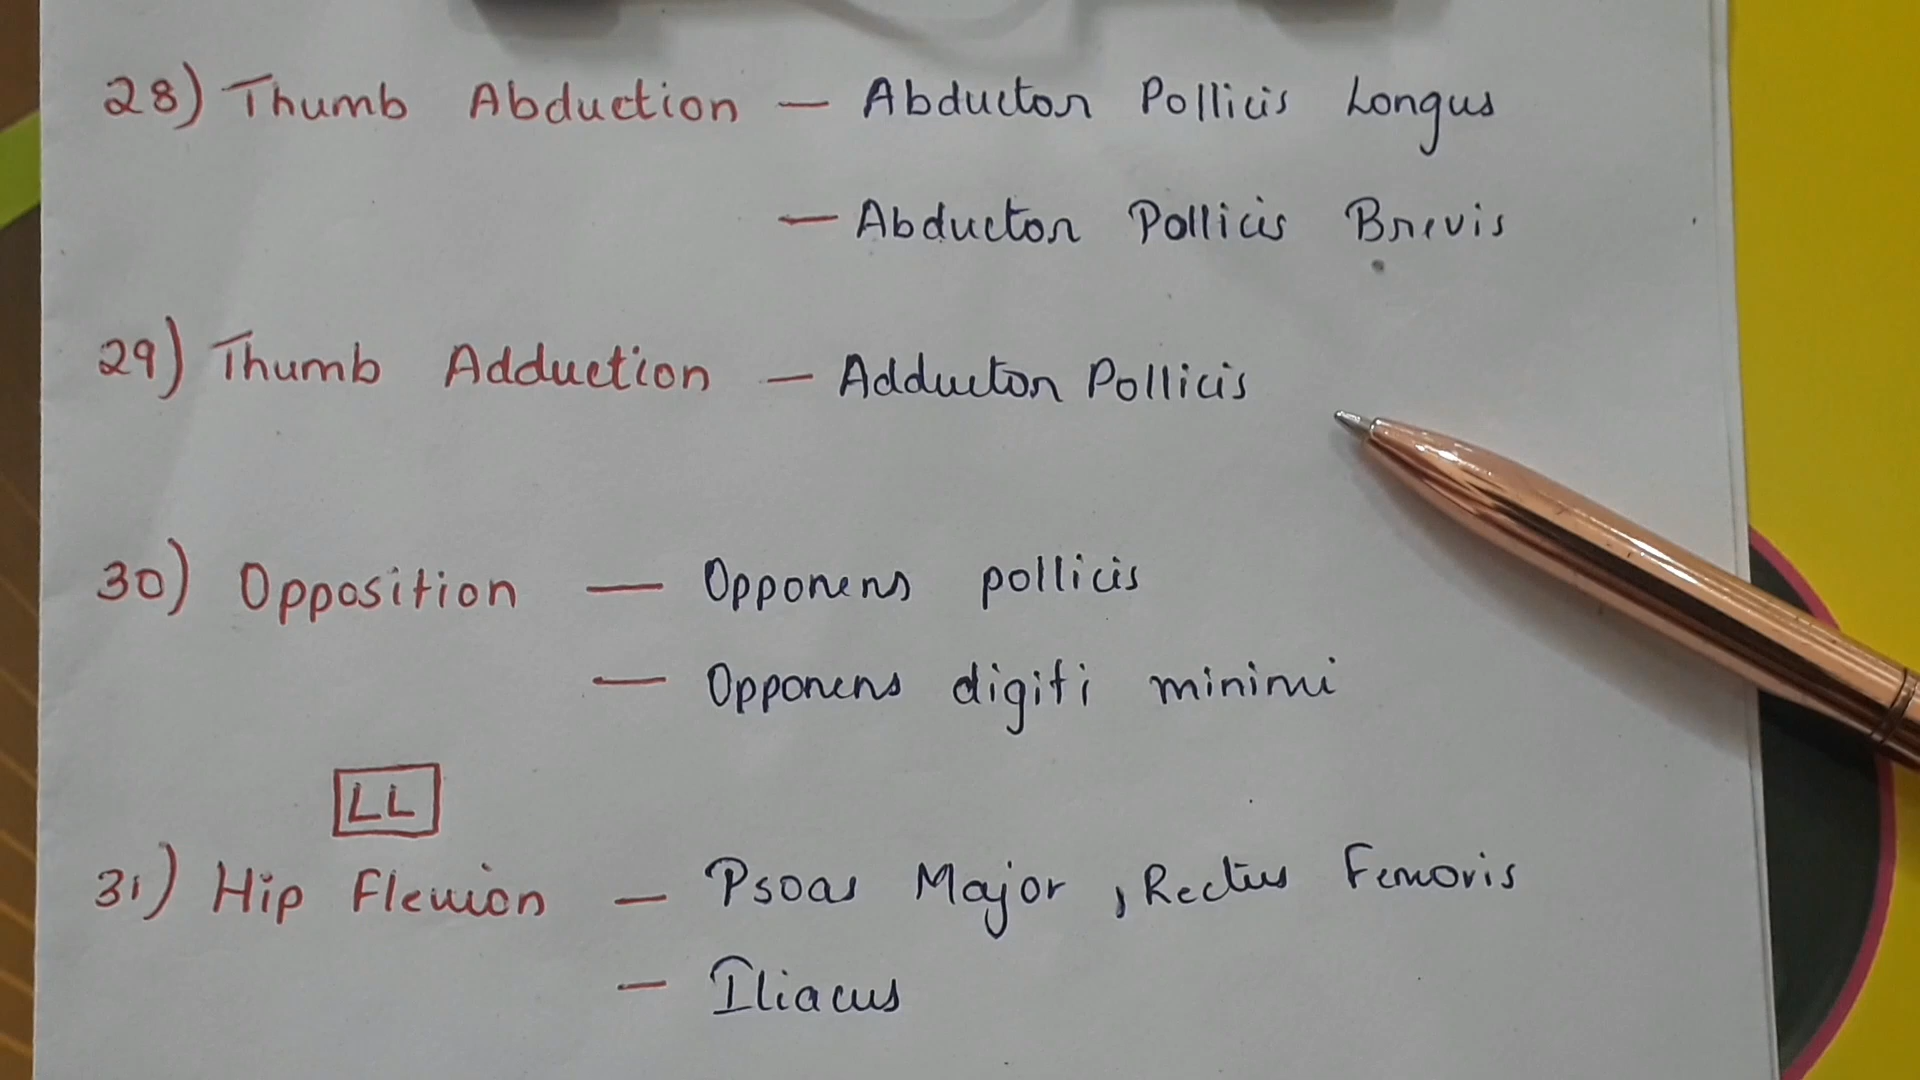 28) Thumb Abduction — Abductor Pollicis Longus
— Abductor Pollicis Brevis
29) Thumb Adduction — Adductor Pollicis
30) Opposition — Opponens pollicis
— Opponens digiti minimi
LL
31) Hip Flexion — Psoas Major , Rectus Femoris
— Iliacus